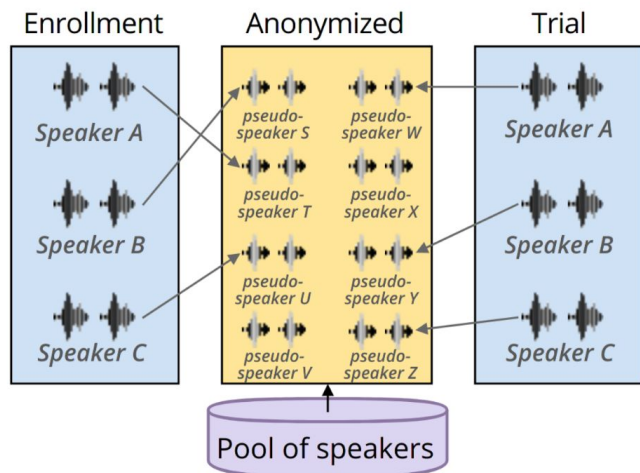 Enrollment
Anonymized
Trial
Speaker A
Speaker B
Speaker C
pseudo-
speaker S
pseudo-
speaker W
pseudo-
speaker T
pseudo-
speaker X
pseudo-
speaker U
pseudo-
speaker Y
pseudo-
speaker V
pseudo-
speaker Z
Speaker A
Speaker B
Speaker C
Pool of speakers